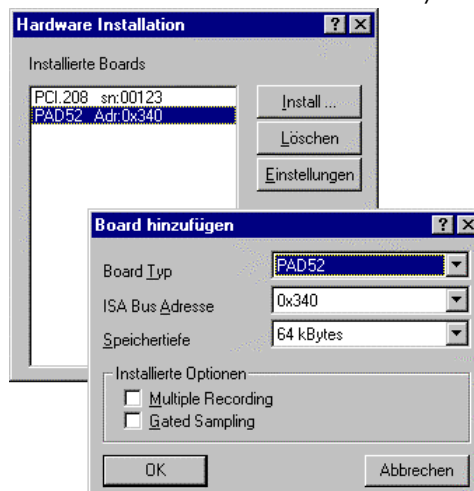 Hardware Installation
Installierte Boards
PCI.208 sn:00123
PAD52 Adr:0x340
Install ...
Löschen
Einstellungen
Board hinzufügen
Board Typ
PAD52
ISA Bus Adresse
0x340
Speichertiefe
64 kBytes
Installierte Optionen
Multiple Recording
Gated Sampling
OK
Abbrechen